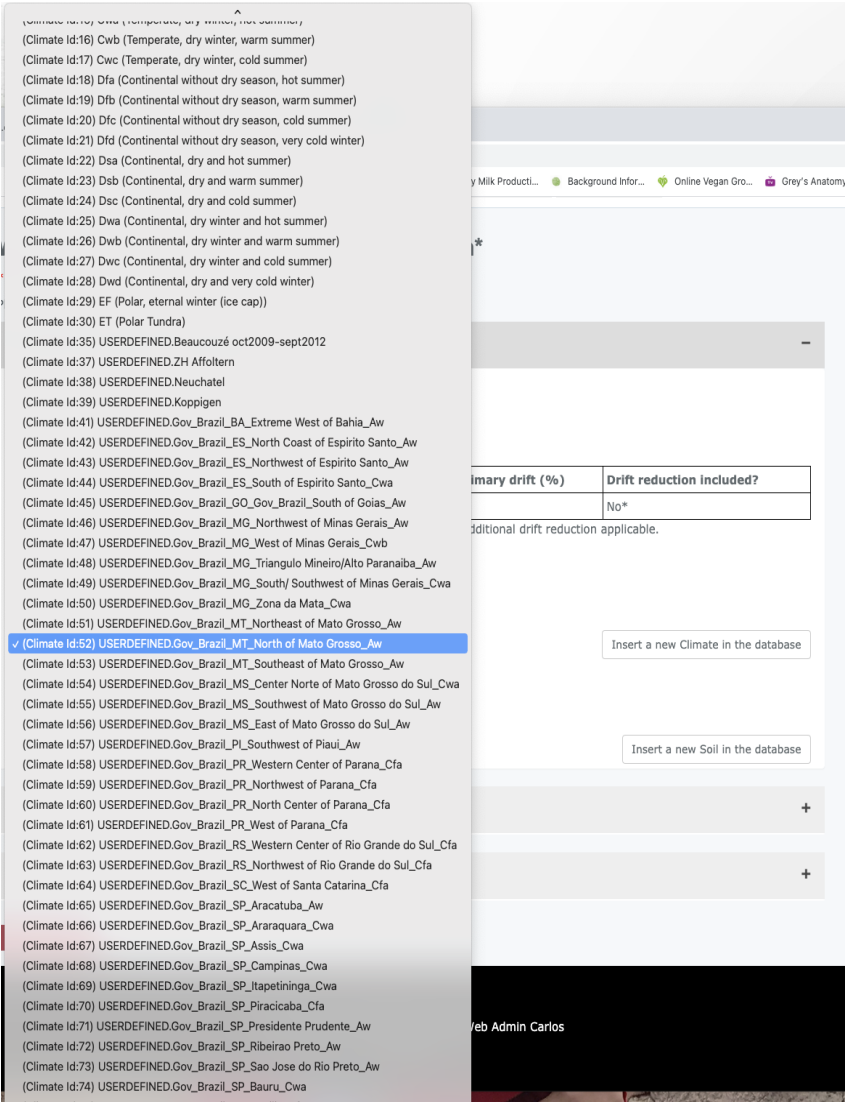 (Climate Id:16) Cwb (Temperate, dry winter, warm summer)
(Climate Id:17) Cwc (Temperate, dry winter, cold summer)
(Climate Id:18) Dfa (Continental without dry season, hot summer)
(Climate Id:19) Dfb (Continental without dry season, warm summer)
(Climate Id:20) Dfc (Continental without dry season, cold summer)
(Climate Id:21) Dfd (Continental without dry season, very cold winter)
(Climate Id:22) Dsa (Continental, dry and hot summer)
(Climate Id:23) Dsb (Continental, dry and warm summer)
(Climate Id:24) Dsc (Continental, dry and cold summer)
(Climate Id:25) Dwa (Continental, dry winter and hot summer)
(Climate Id:26) Dwb (Continental, dry winter and warm summer)
(Climate Id:27) Dwc (Continental, dry winter and cold summer)
(Climate Id:28) Dwd (Continental, dry and very cold winter)
(Climate Id:29) EF (Polar, eternal winter (ice cap))
(Climate Id:30) ET (Polar Tundra)
(Climate Id:35) USERDEFINED.Beaucouzé oct2009-sept2012
(Climate Id:37) USERDEFINED.ZH Affoltern
(Climate Id:38) USERDEFINED.Neuchatel
(Climate Id:39) USERDEFINED.Koppigen
(Climate Id:41) USERDEFINED.Gov_Brazil_BA_Extreme West of Bahia_Aw
(Climate Id:42) USERDEFINED.Gov_Brazil_ES_North Coast of Espirito Santo_Aw
(Climate Id:43) USERDEFINED.Gov_Brazil_ES_Northwest of Espirito Santo_Aw
(Climate Id:44) USERDEFINED.Gov_Brazil_ES_South of Espirito Santo_Cwa
(Climate Id:45) USERDEFINED.Gov_Brazil_GO_Gov_Brazil_South of Goias_Aw
(Climate Id:46) USERDEFINED.Gov_Brazil_MG_Northwest of Minas Gerais_Aw
(Climate Id:47) USERDEFINED.Gov_Brazil_MG_West of Minas Gerais_Cwb
(Climate Id:48) USERDEFINED.Gov_Brazil_MG_Triangulo Mineiro/Alto Paranaiba_Aw
(Climate Id:49) USERDEFINED.Gov_Brazil_MG_South/ Southwest of Minas Gerais_Cwa
(Climate Id:50) USERDEFINED.Gov_Brazil_MG_Zona da Mata_Cwa
(Climate Id:51) USERDEFINED.Gov_Brazil_MT_Northeast of Mato Grosso_Aw
✓ (Climate Id:52) USERDEFINED.Gov_Brazil_MT_North of Mato Grosso_Aw
(Climate Id:53) USERDEFINED.Gov_Brazil_MT_Southeast of Mato Grosso_Aw
(Climate Id:54) USERDEFINED.Gov_Brazil_MS_Center Norte of Mato Grosso do Sul_Cwa
(Climate Id:55) USERDEFINED.Gov_Brazil_MS_Southwest of Mato Grosso do Sul_Aw
(Climate Id:56) USERDEFINED.Gov_Brazil_MS_East of Mato Grosso do Sul_Aw
(Climate Id:57) USERDEFINED.Gov_Brazil_PI_Southwest of Piaui_Aw
(Climate Id:58) USERDEFINED.Gov_Brazil_PR_Western Center of Parana_Cfa
(Climate Id:59) USERDEFINED.Gov_Brazil_PR_Northwest of Parana_Cfa
(Climate Id:60) USERDEFINED.Gov_Brazil_PR_North Center of Parana_Cfa
(Climate Id:61) USERDEFINED.Gov_Brazil_PR_West of Parana_Cfa
(Climate Id:62) USERDEFINED.Gov_Brazil_RS_Western Center of Rio Grande do Sul_Cfa
(Climate Id:63) USERDEFINED.Gov_Brazil_RS_Northwest of Rio Grande do Sul_Cfa
(Climate Id:64) USERDEFINED.Gov_Brazil_SC_West of Santa Catarina_Cfa
(Climate Id:65) USERDEFINED.Gov_Brazil_SP_Aracatuba_Aw
(Climate Id:66) USERDEFINED.Gov_Brazil_SP_Araraquara_Cwa
(Climate Id:67) USERDEFINED.Gov_Brazil_SP_Assis_Cwa
(Climate Id:68) USERDEFINED.Gov_Brazil_SP_Campinas_Cwa
(Climate Id:69) USERDEFINED.Gov_Brazil_SP_Itapetininga_Cwa
(Climate Id:70) USERDEFINED.Gov_Brazil_SP_Piracicaba_Cfa
(Climate Id:71) USERDEFINED.Gov_Brazil_SP_Presidente Prudente_Aw
(Climate Id:72) USERDEFINED.Gov_Brazil_SP_Ribeirao Preto_Aw
(Climate Id:73) USERDEFINED.Gov_Brazil_SP_Sao Jose do Rio Preto_Aw
(Climate Id:74) USERDEFINED.Gov_Brazil_SP_Bauru_Cwa
y Milk Producti... Background Infor... Online Vegan Gro... Grey's Anatomy
imary drift (%) Drift reduction included?
No*
dditional drift reduction applicable.
Insert a new Climate in the database
Insert a new Soil in the database
eb Admin Carlos